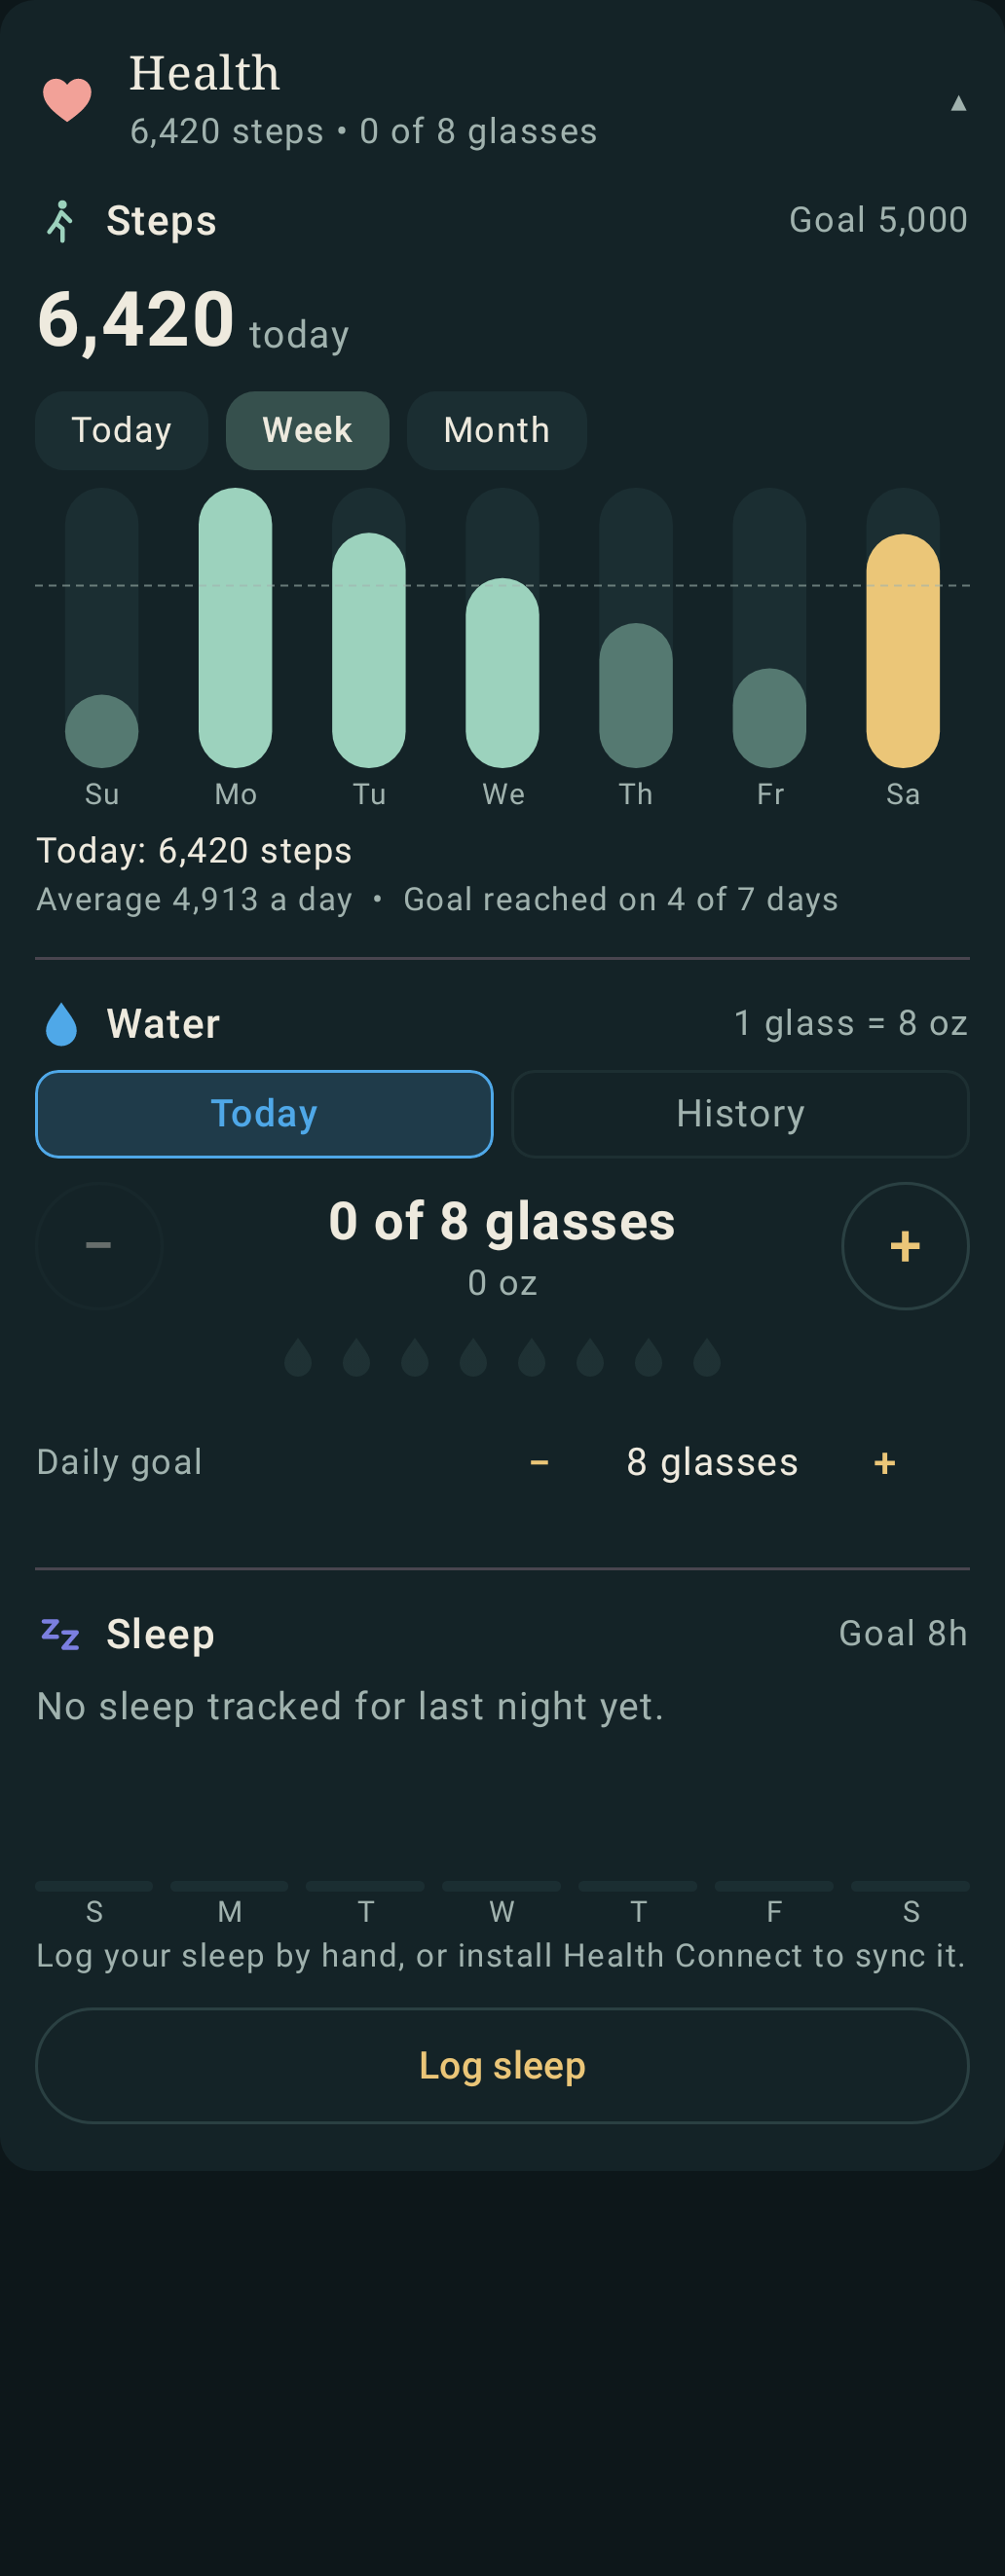 Health
6,420 steps • 0 of 8 glasses
▲
Steps
Goal 5,000
6,420 today
Today
Week
Month
Su Mo Tu We Th Fr Sa
Today: 6,420 steps
Average 4,913 a day • Goal reached on 4 of 7 days
Water
1 glass = 8 oz
Today
History
−
0 of 8 glasses
+
0 oz
Daily goal
− 8 glasses +
zz Sleep
Goal 8h
No sleep tracked for last night yet.
S M T W T F S
Log your sleep by hand, or install Health Connect to sync it.
Log sleep